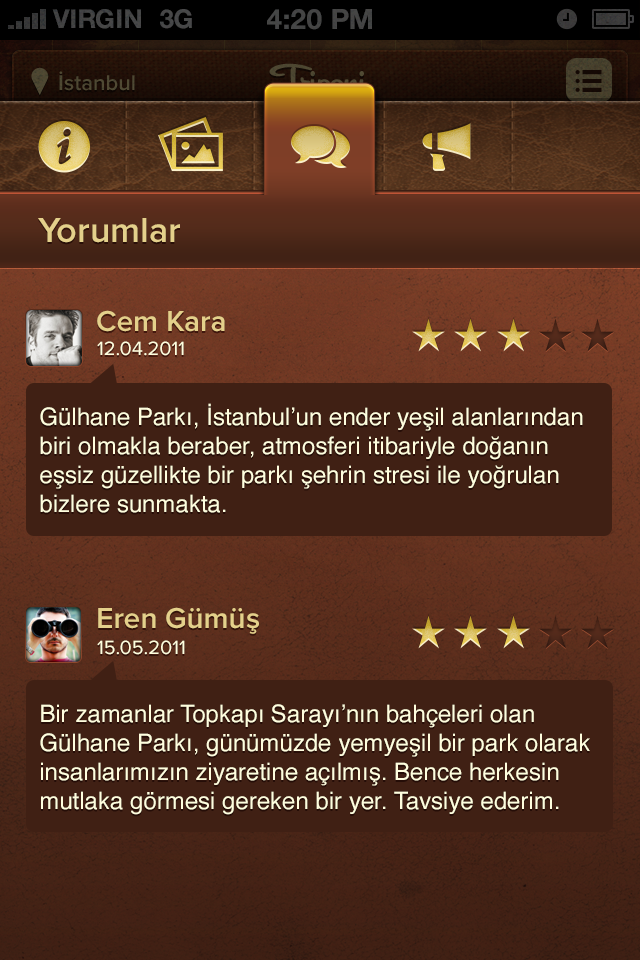 VIRGIN 3G 4:20 PM
İstanbul
Yorumlar
Cem Kara
12.04.2011
Gülhane Parkı, İstanbul’un ender yeşil alanlarından
biri olmakla beraber, atmosferi itibariyle doğanın
eşsiz güzellikte bir parkı şehrin stresi ile yoğrulan
bizlere sunmakta.
Eren Gümüş
15.05.2011
Bir zamanlar Topkapı Sarayı’nın bahçeleri olan
Gülhane Parkı, günümüzde yemyeşil bir park olarak
insanlarımızın ziyaretine açılmış. Bence herkesin
mutlaka görmesi gereken bir yer. Tavsiye ederim.